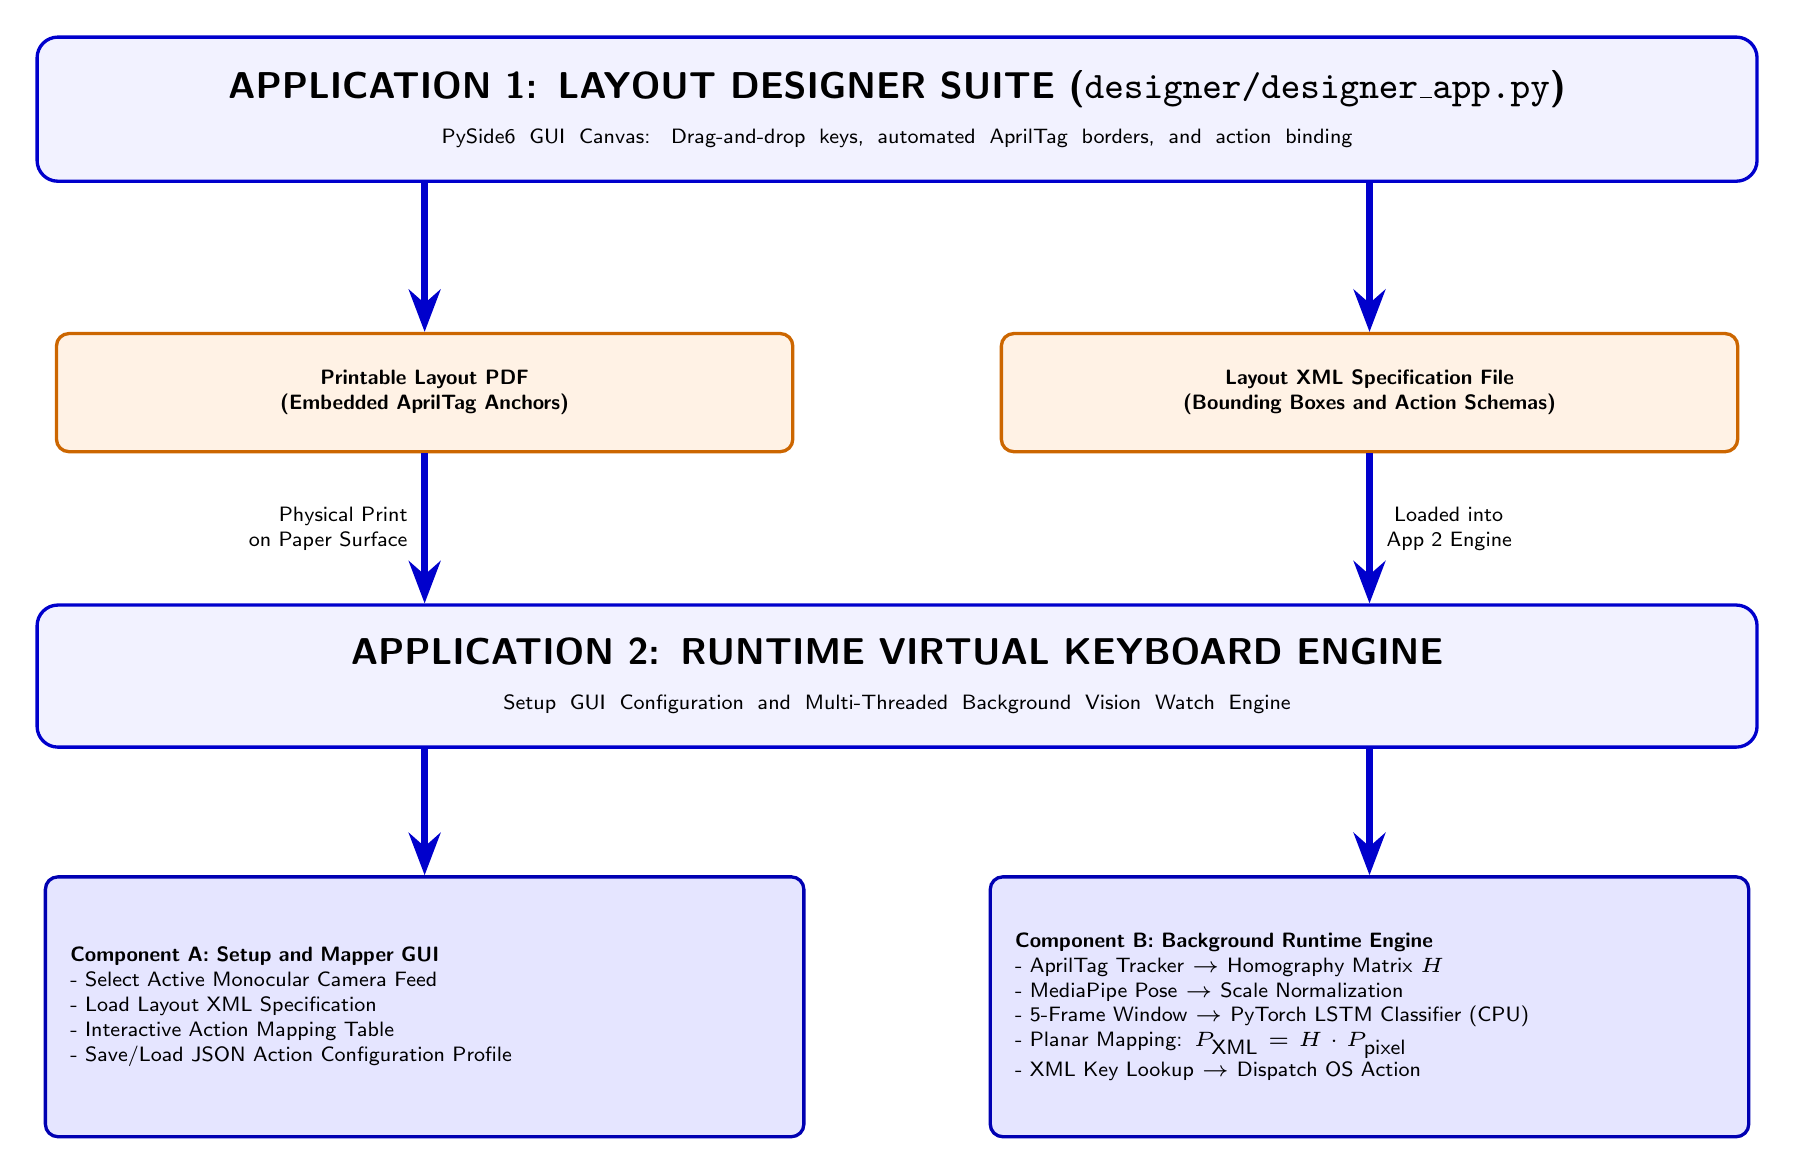 APPLICATION 1: LAYOUT DESIGNER SUITE (designer/designer_app.py)
PySide6 GUI Canvas: Drag-and-drop keys, automated AprilTag borders, and action binding
Printable Layout PDF
(Embedded AprilTag Anchors)
Layout XML Specification File
(Bounding Boxes and Action Schemas)
Physical Print
on Paper Surface
Loaded into
App 2 Engine
APPLICATION 2: RUNTIME VIRTUAL KEYBOARD ENGINE
Setup GUI Configuration and Multi-Threaded Background Vision Watch Engine
Component A: Setup and Mapper GUI
- Select Active Monocular Camera Feed
- Load Layout XML Specification
- Interactive Action Mapping Table
- Save/Load JSON Action Configuration Profile
Component B: Background Runtime Engine
- AprilTag Tracker → Homography Matrix H
- MediaPipe Pose → Scale Normalization
- 5-Frame Window → PyTorch LSTM Classifier (CPU)
- Planar Mapping: P_XML = H · P_pixel
- XML Key Lookup → Dispatch OS Action